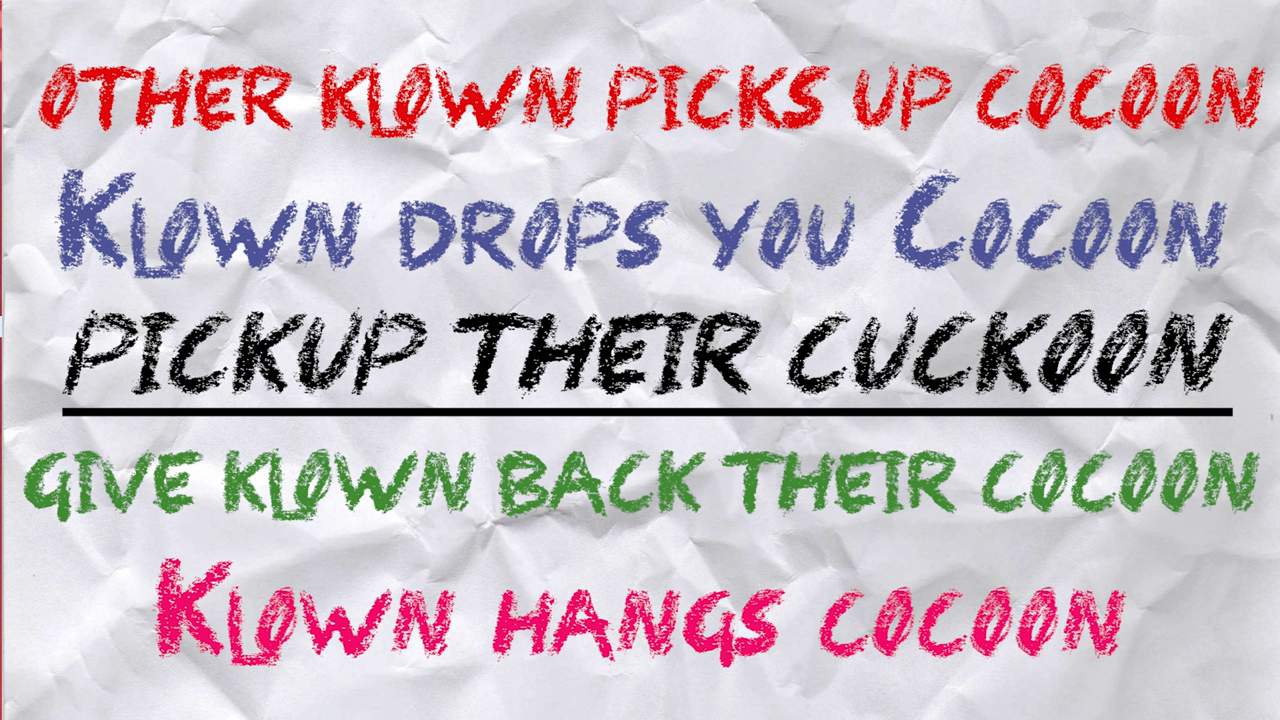 OTHER KLOWN PICKS UP COCOON
KLOWN DROPS YOU COCOON
PICKUP THEIR CUCKOON
GIVE KLOWN BACK THEIR COCOON
KLOWN HANGS COCOON